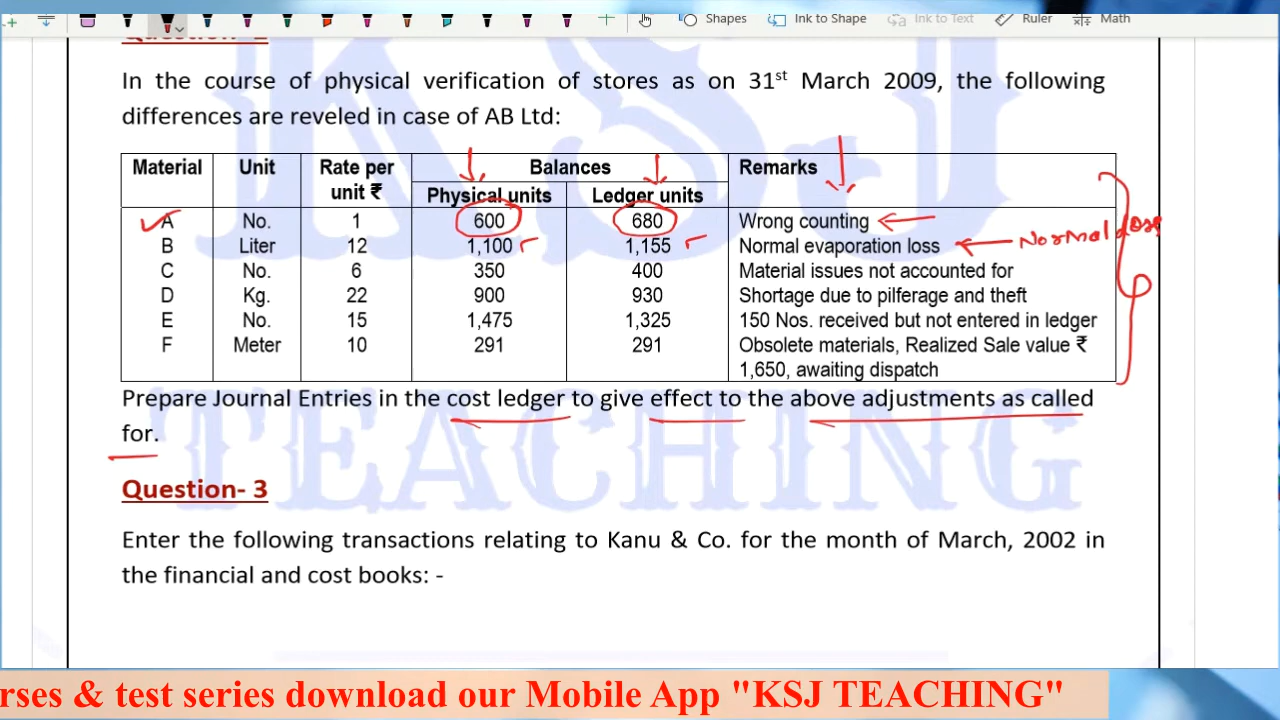 Shapes Ink to Shape Ink to Text Ruler Math
In the course of physical verification of stores as on 31st March 2009, the following
differences are reveled in case of AB Ltd:
Material Unit Rate per unit ₹ Balances Remarks
Physical units Ledger units
A No. 1 600 680 Wrong counting
B Liter 12 1,100 1,155 Normal evaporation loss Normal loss
C No. 6 350 400 Material issues not accounted for
D Kg. 22 900 930 Shortage due to pilferage and theft
E No. 15 1,475 1,325 150 Nos. received but not entered in ledger
F Meter 10 291 291 Obsolete materials, Realized Sale value ₹
1,650, awaiting dispatch
Prepare Journal Entries in the cost ledger to give effect to the above adjustments as called
for.
Question- 3
Enter the following transactions relating to Kanu & Co. for the month of March, 2002 in
the financial and cost books: -
KSJ
TEACHING
rses & test series download our Mobile App "KSJ TEACHING"